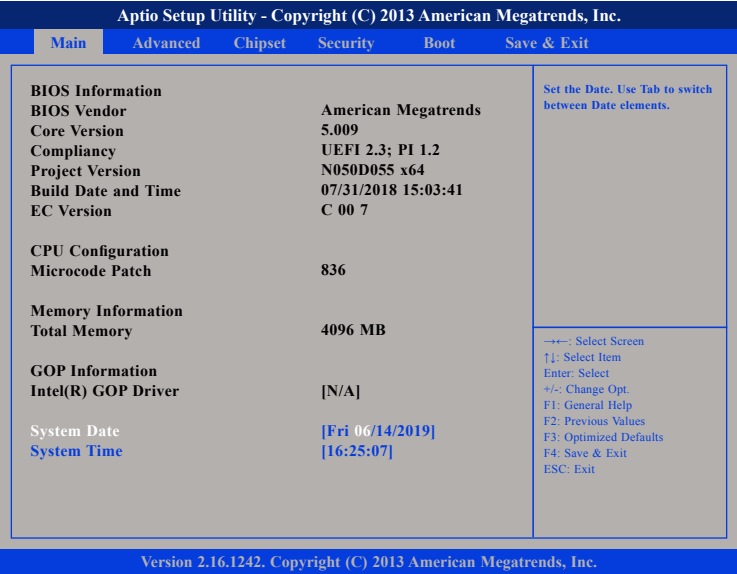 Aptio Setup Utility - Copyright (C) 2013 American Megatrends, Inc.
Main Advanced Chipset Security Boot Save & Exit
BIOS Information
BIOS Vendor American Megatrends
Core Version 5.009
Compliancy UEFI 2.3; PI 1.2
Project Version N050D055 x64
Build Date and Time 07/31/2018 15:03:41
EC Version C 00 7
CPU Configuration
Microcode Patch 836
Memory Information
Total Memory 4096 MB
GOP Information
Intel(R) GOP Driver [N/A]
System Date [Fri 06/14/2019]
System Time [16:25:07]
Set the Date. Use Tab to switch
between Date elements.
→←: Select Screen
↑↓: Select Item
Enter: Select
+/-: Change Opt.
F1: General Help
F2: Previous Values
F3: Optimized Defaults
F4: Save & Exit
ESC: Exit
Version 2.16.1242. Copyright (C) 2013 American Megatrends, Inc.